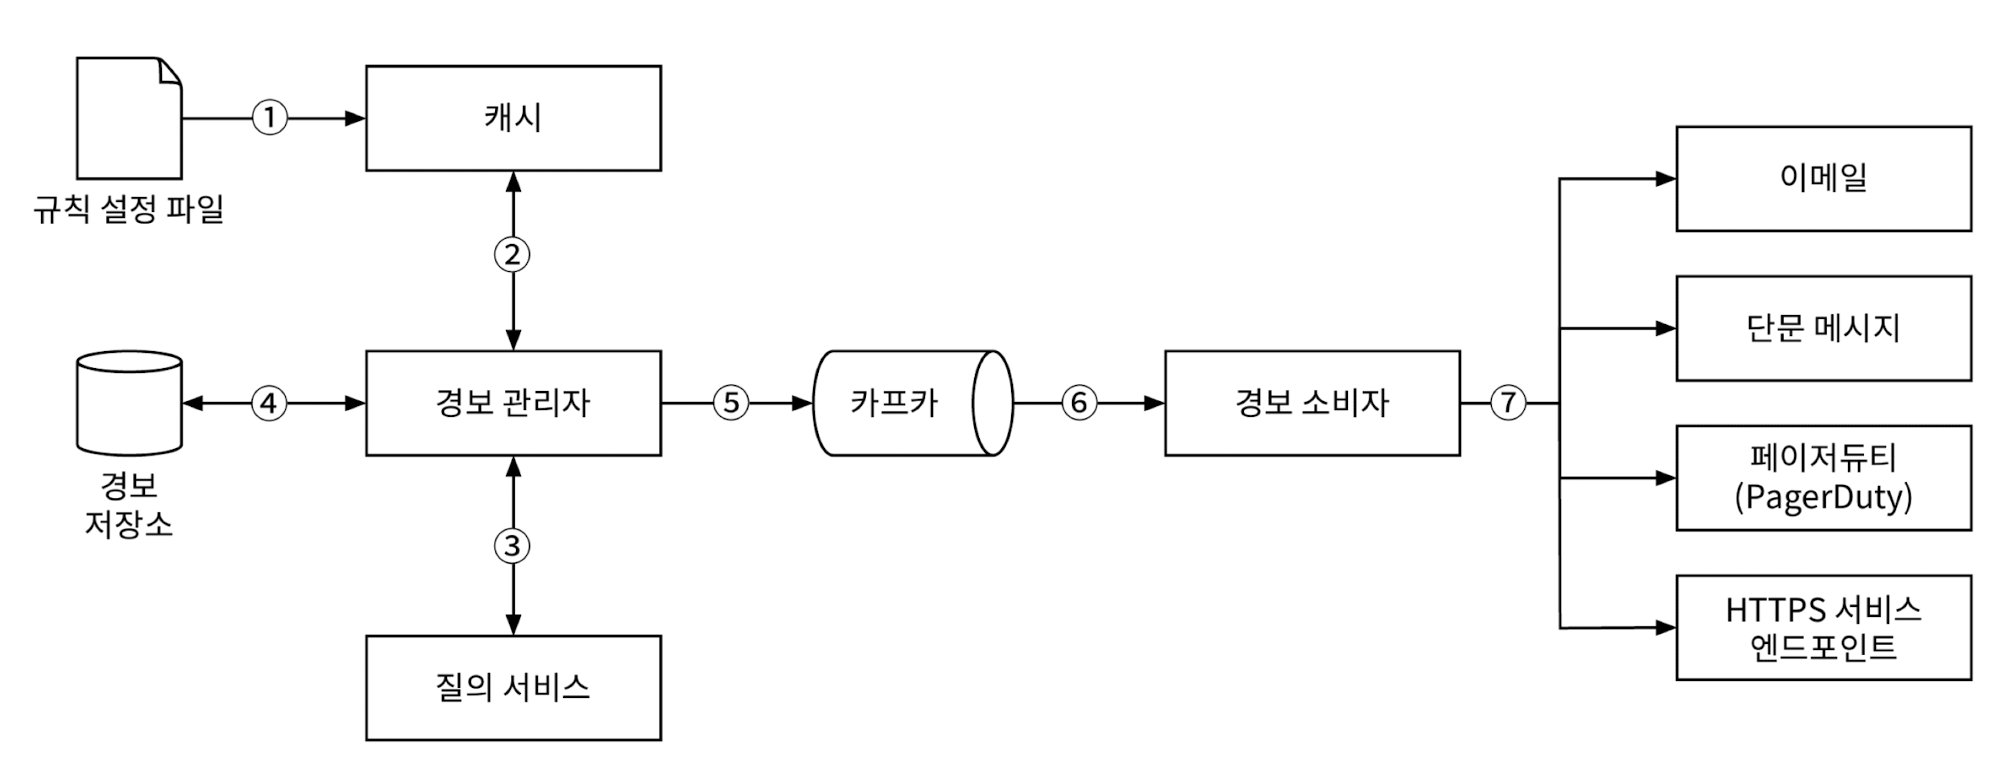 ①
캐시
규칙 설정 파일
②
이메일
단문 메시지
경보
저장소
④
경보 관리자
⑤
카프카
⑥
경보 소비자
⑦
페이저듀티
(PagerDuty)
③
HTTPS 서비스
엔드포인트
질의 서비스